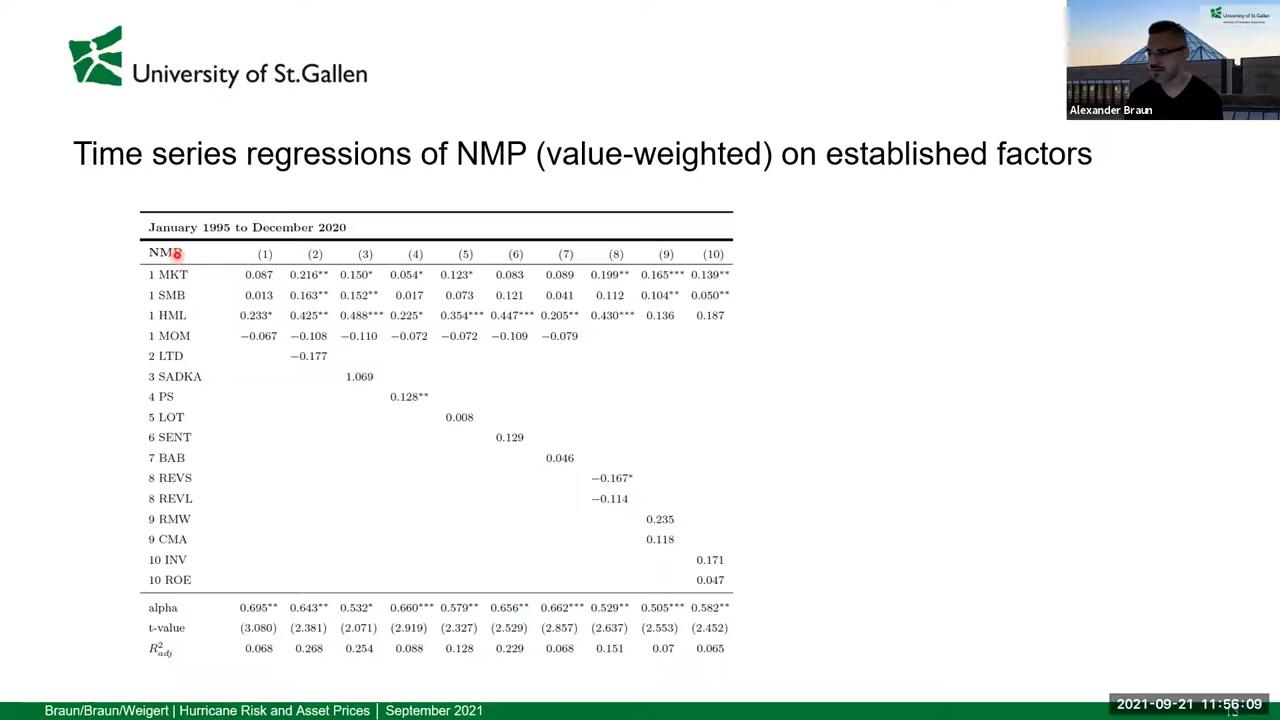 University of St.Gallen
University of St.Gallen
Alexander Braun
Time series regressions of NMP (value-weighted) on established factors
January 1995 to December 2020
NMP (1) (2) (3) (4) (5) (6) (7) (8) (9) (10)
1 MKT 0.087 0.216** 0.150* 0.054* 0.123* 0.083 0.089 0.199** 0.165*** 0.139**
1 SMB 0.013 0.163** 0.152** 0.017 0.073 0.121 0.041 0.112 0.104** 0.050**
1 HML 0.233* 0.425** 0.488*** 0.225* 0.354*** 0.447*** 0.205** 0.430*** 0.136 0.187
1 MOM −0.067 −0.108 −0.110 −0.072 −0.072 −0.109 −0.079
2 LTD −0.177
3 SADKA 1.069
4 PS 0.128**
5 LOT 0.008
6 SENT 0.129
7 BAB 0.046
8 REVS −0.167*
8 REVL −0.114
9 RMW 0.235
9 CMA 0.118
10 INV 0.171
10 ROE 0.047
alpha 0.695** 0.643** 0.532* 0.660*** 0.579** 0.656** 0.662*** 0.529** 0.505*** 0.582**
t-value (3.080) (2.381) (2.071) (2.919) (2.327) (2.529) (2.857) (2.637) (2.553) (2.452)
R²adj 0.068 0.268 0.254 0.088 0.128 0.229 0.068 0.151 0.07 0.065
Braun/Braun/Weigert | Hurricane Risk and Asset Prices | September 2021
2021-09-21 11:56:09